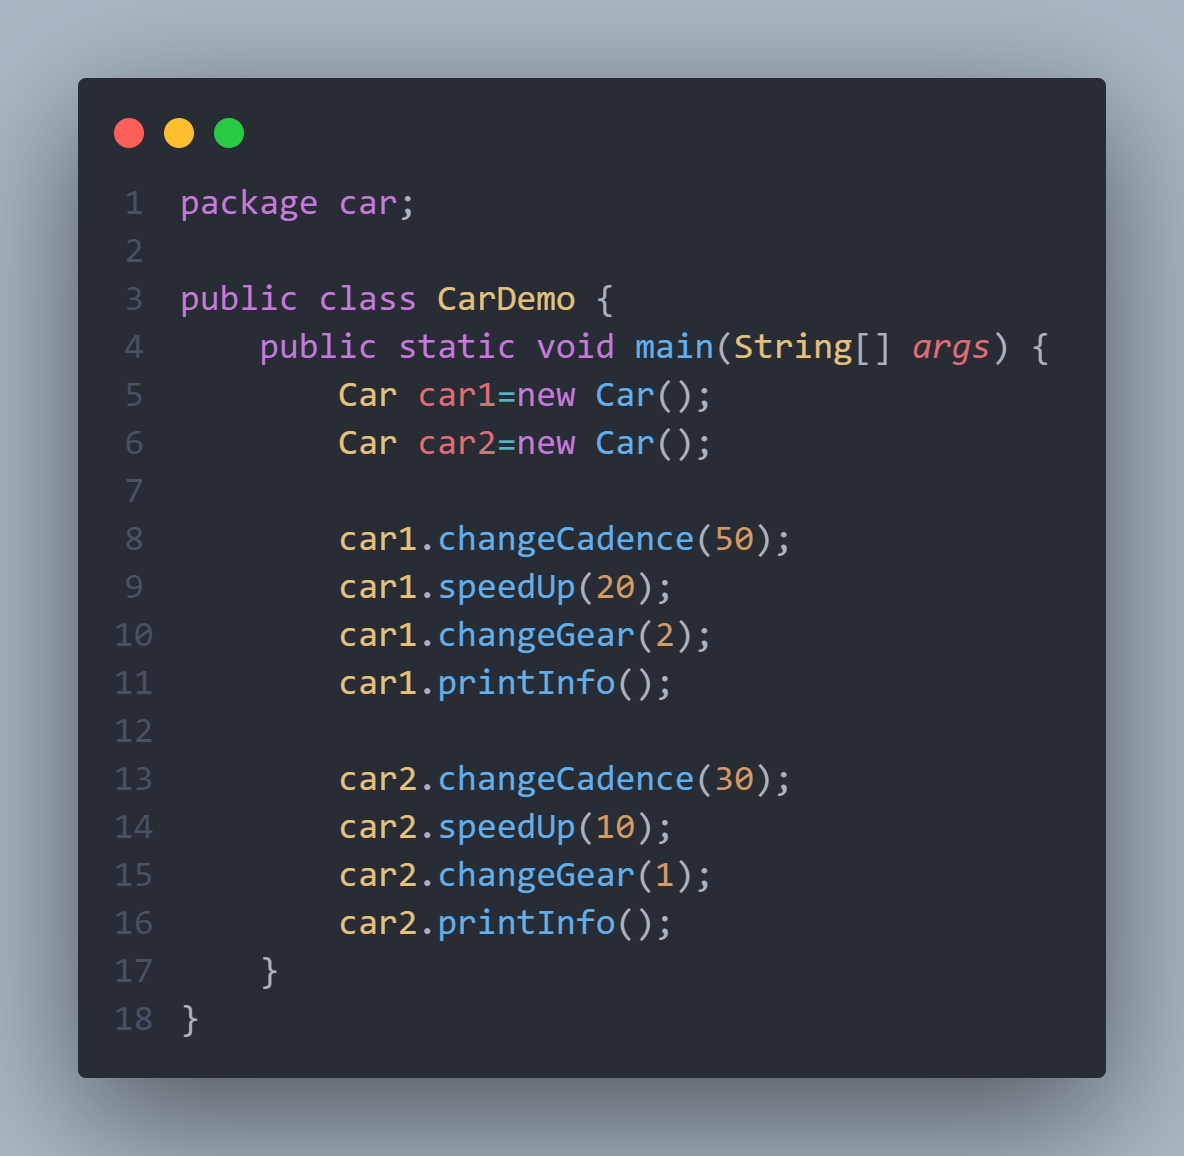 1 package car;
2
3 public class CarDemo {
4     public static void main(String[] args) {
5         Car car1=new Car();
6         Car car2=new Car();
7
8         car1.changeCadence(50);
9         car1.speedUp(20);
10         car1.changeGear(2);
11         car1.printInfo();
12
13         car2.changeCadence(30);
14         car2.speedUp(10);
15         car2.changeGear(1);
16         car2.printInfo();
17     }
18 }